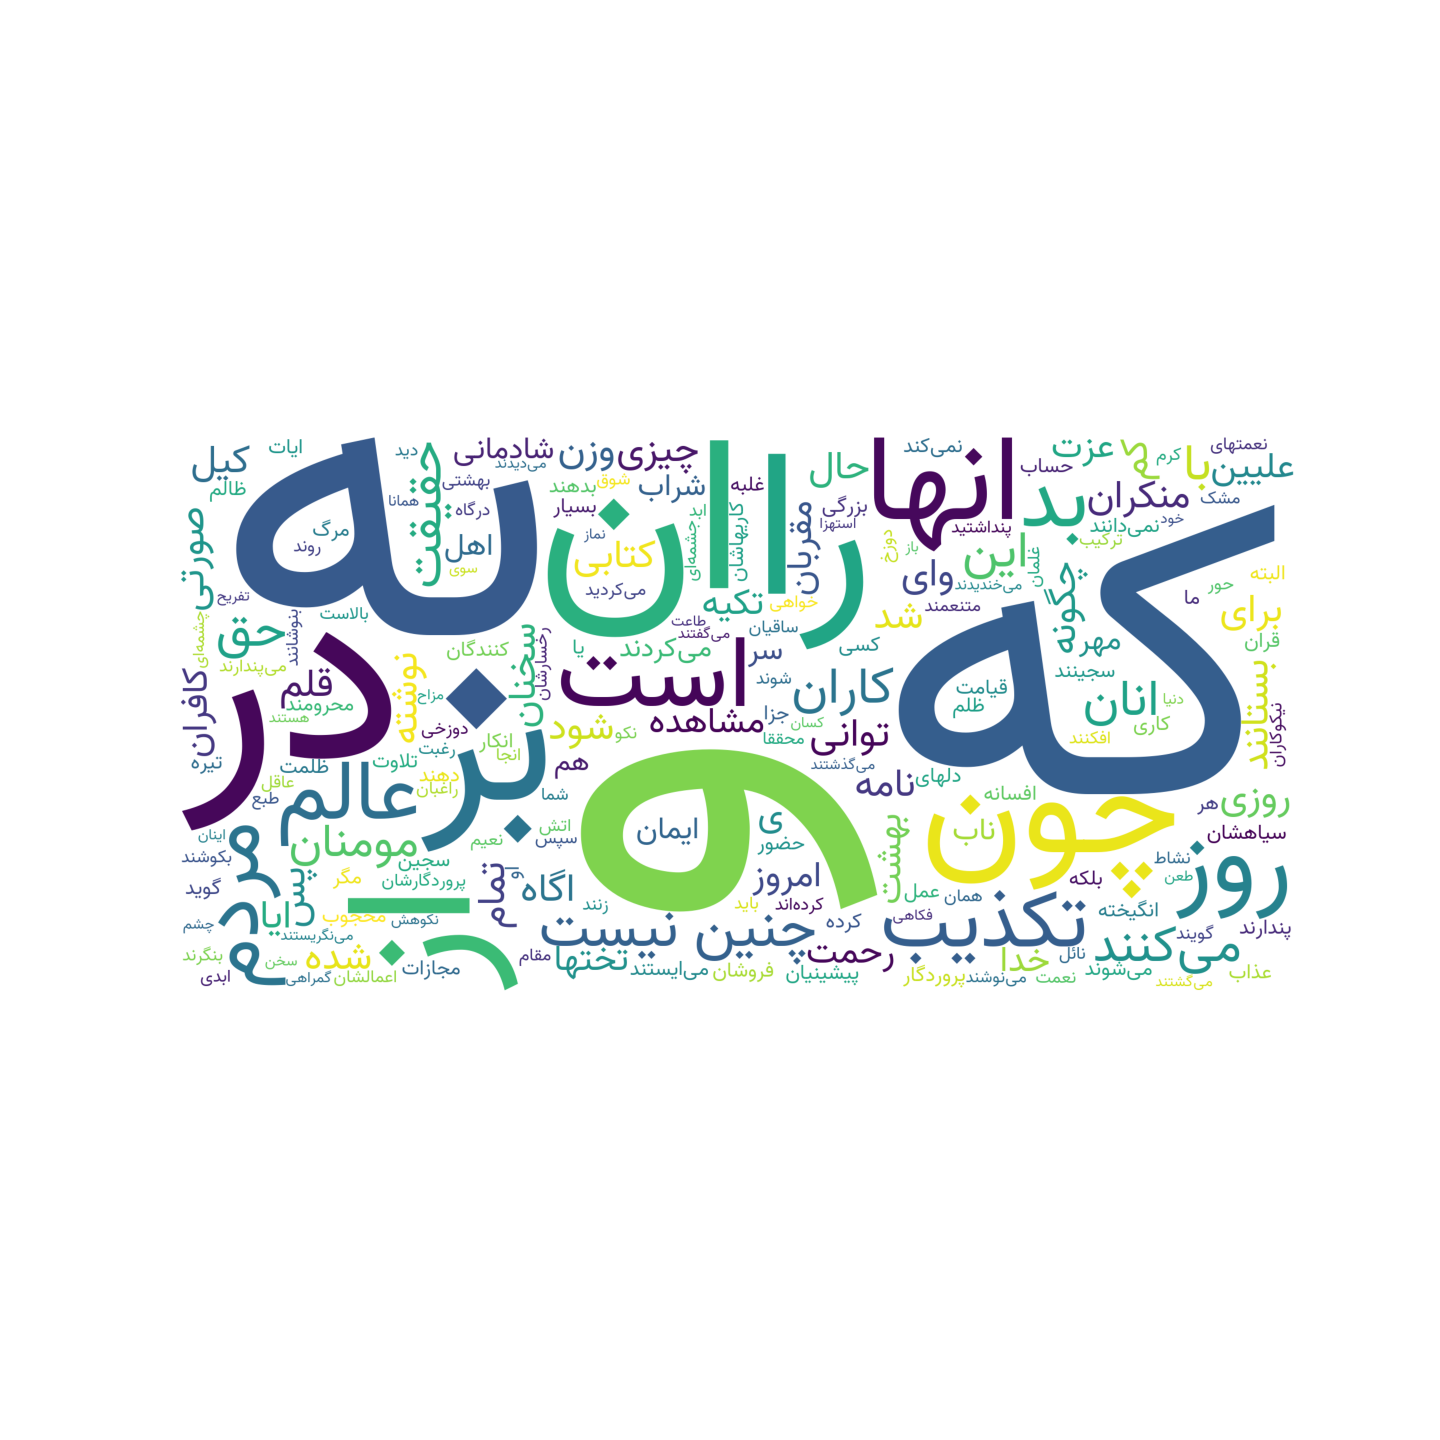 که
به
و
در
را
ان
بر
از
چون
است
انها
روز
بد
تکذیب
عالم
مردم
چنین نیست
می‌کنند
این
حق
حقیقت
کاران
انان
شد
با
کم
علیین
عزت
منکران
حال
مقربان
چیزی
وزن
شادمانی
کیل
ایات
ظالم
صورتی
کافران
قلم
نوشته
سخنان
مشاهده
توانی
شود
هم
نامه
امروز
اگاه
تمام
پس
ایا
شده
مومنان
رحمت
تختها
خدا
بهشت
ناب
ی
ایمان
حضور
روزی
بستانند
برای
چگونه
مهر
وای
اهل
کتابی
تکیه
شراب
سر
می‌کردند
نمی‌کند
حساب
کرم
نعمتهای
مشک
خود
نمی‌دانند
ترکیب
پنداشتید
غلمان
می‌خندیدند
متنعمند
بزرگی
استهزا
دوزخ
باز
غلبه
کاریهاشان
ابد
چشمه‌ای
شوق
بدهند
بسیار
نماز
می‌دیدند
بهشتی
درگاه
دید
همانا
سوی
مرگ
روند
تفریح
بالاست
بنوشانند
چشمه‌ای
می‌پندارند
محرومند
هستند
ظلمت
تیره
عاقل
طبع
اینان
بکوشند
گوید
چشم
بنگرند
ابدی
سخن
گمراهی
اعمالشان
می‌نگریستند
محجوب
مگر
نکوهش
مجازات
پروردگارشان
سجین
تلاوت
دوزخی
مزاح
کنندگان
رخسارشان
انکار
انجا
رغبت
دهند
راغبان
نکو
شما
اتش
سپس
نعیم
او
زنند
مقام
می‌ایستند
فروشان
پیشینیان
باید
کرده‌اند
کرده
عمل
همان
فکاهی
پروردگار
می‌نوشند
نعمت
نائل
می‌شوند
می‌گشتند
گویند
انگیخته
بلکه
طعن
نشاط
پندارند
عذاب
سیاهشان
هر
نیکوکاران
دنیا
کاری
افکنند
سجینند
قیامت
ظلم
قران
البته
ما
حور
کسی
ساقیان
خواهی
طاعت
می‌گفتند
می‌کردید
یا
شوند
جزا
کسان
محققا
می‌گذشتند
دلهای
افسانه